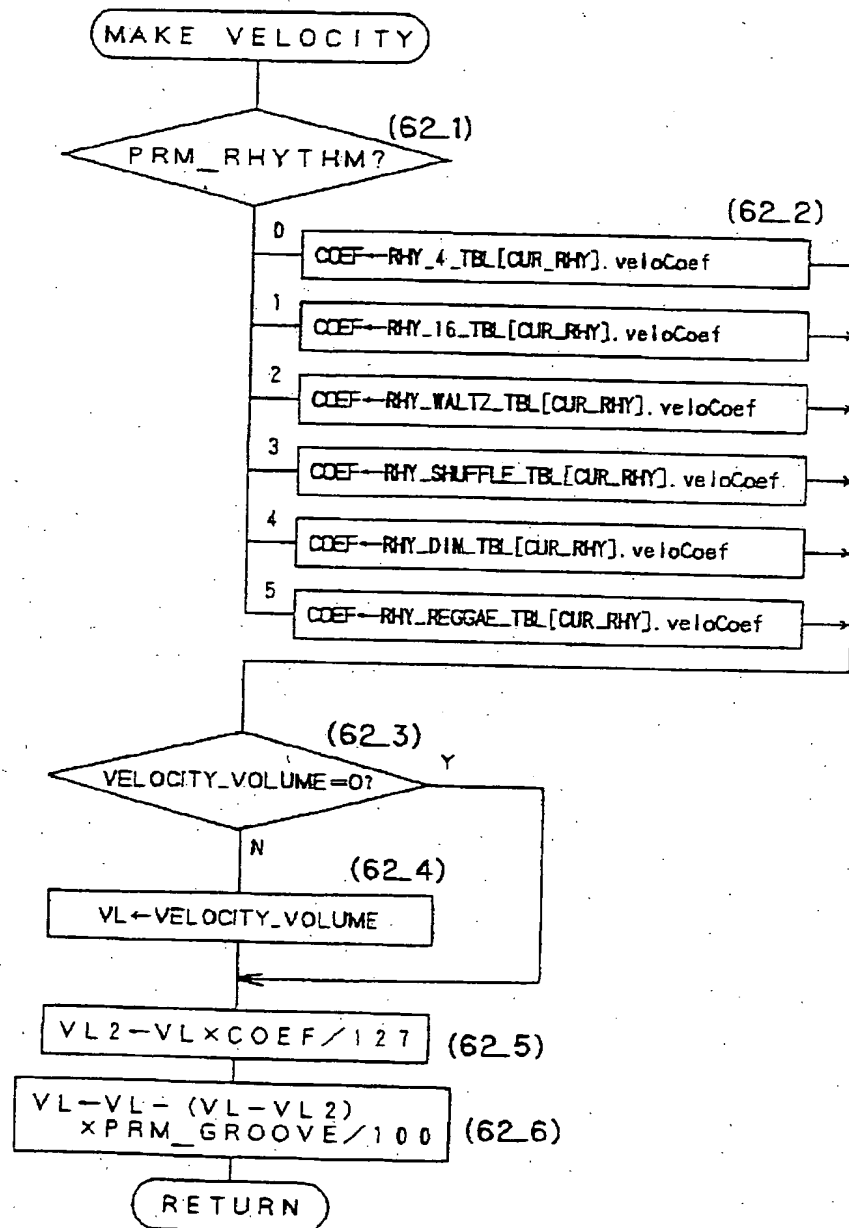 MAKE VELOCITY
(62_1)
PRM_RHYTHM?
(62_2)
0
COEF←RHY_4_TBL[CUR_RHY].veloCoef
1
COEF←RHY_16_TBL[CUR_RHY].veloCoef
2
COEF←RHY_WALTZ_TBL[CUR_RHY].veloCoef
3
COEF←RHY_SHUFFLE_TBL[CUR_RHY].veloCoef
4
COEF←RHY_DIM_TBL[CUR_RHY].veloCoef
5
COEF←RHY_REGGAE_TBL[CUR_RHY].veloCoef
(62_3)
VELOCITY_VOLUME=0?
Y
N
(62_4)
VL←VELOCITY_VOLUME
VL2←VL×COEF/127
(62_5)
VL←VL-(VL-VL2)
×PRM_GROOVE/100
(62_6)
RETURN